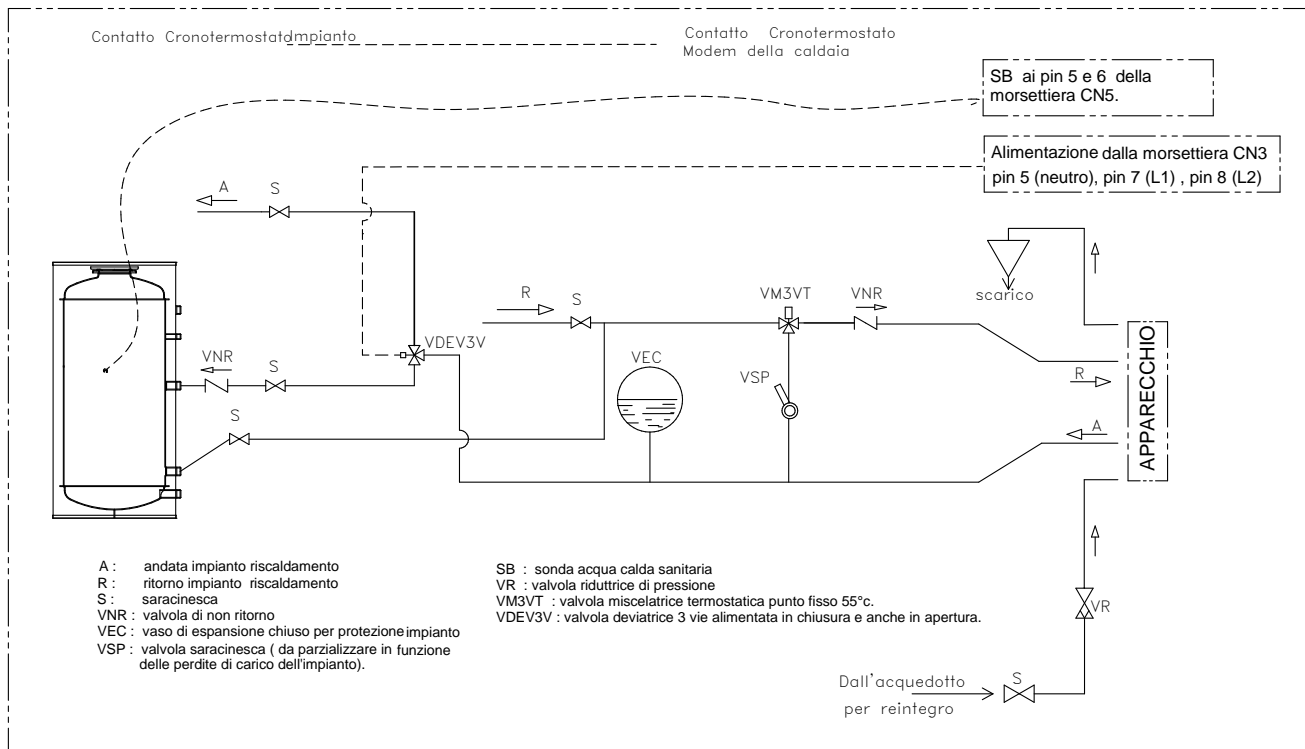 Contatto Cronotermostato Impianto
Contatto Cronotermostato
Modem della caldaia
SB ai pin 5 e 6 della
morsettiera CN5.
Alimentazione dalla morsettiera CN3
pin 5 (neutro), pin 7 (L1) , pin 8 (L2)
A
S
scarico
R
S
VM3VT
VNR
VDEV3V
VNR
S
VEC
VSP
R
S
A
APPARECCHIO
A : andata impianto riscaldamento
R : ritorno impianto riscaldamento
S : saracinesca
VNR : valvola di non ritorno
VEC : vaso di espansione chiuso per protezione impianto
VSP : valvola saracinesca ( da parzializzare in funzione
delle perdite di carico dell'impianto).
SB : sonda acqua calda sanitaria
VR : valvola riduttrice di pressione
VM3VT : valvola miscelatrice termostatica punto fisso 55°c.
VDEV3V : valvola deviatrice 3 vie alimentata in chiusura e anche in apertura.
VR
Dall'acquedotto
per reintegro
S